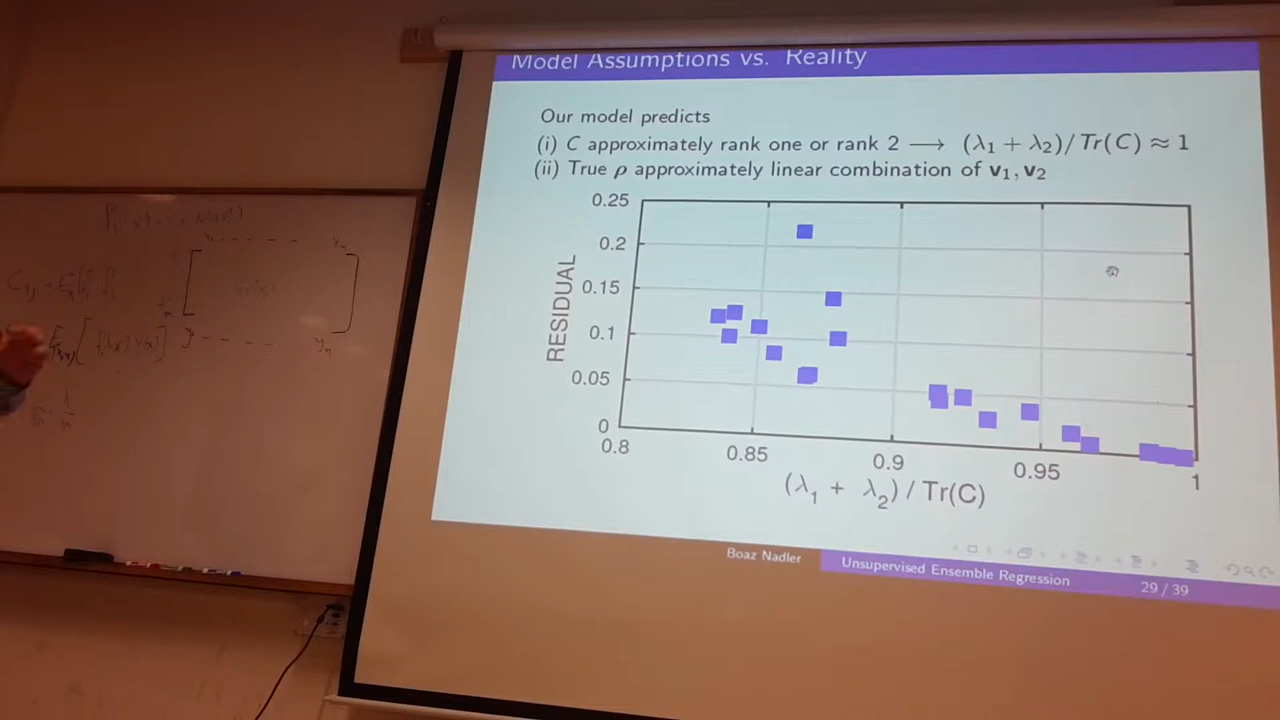 Model Assumptions vs. Reality
Our model predicts
(i) C approximately rank one or rank 2 ⟶ (λ₁ + λ₂)/Tr(C) ≈ 1
(ii) True ρ approximately linear combination of v₁, v₂
RESIDUAL
0.25
0.2
0.15
0.1
0.05
0
0.8
0.85
0.9
0.95
1
(λ₁ + λ₂) / Tr(C)
Boaz Nadler
Unsupervised Ensemble Regression
29 / 39